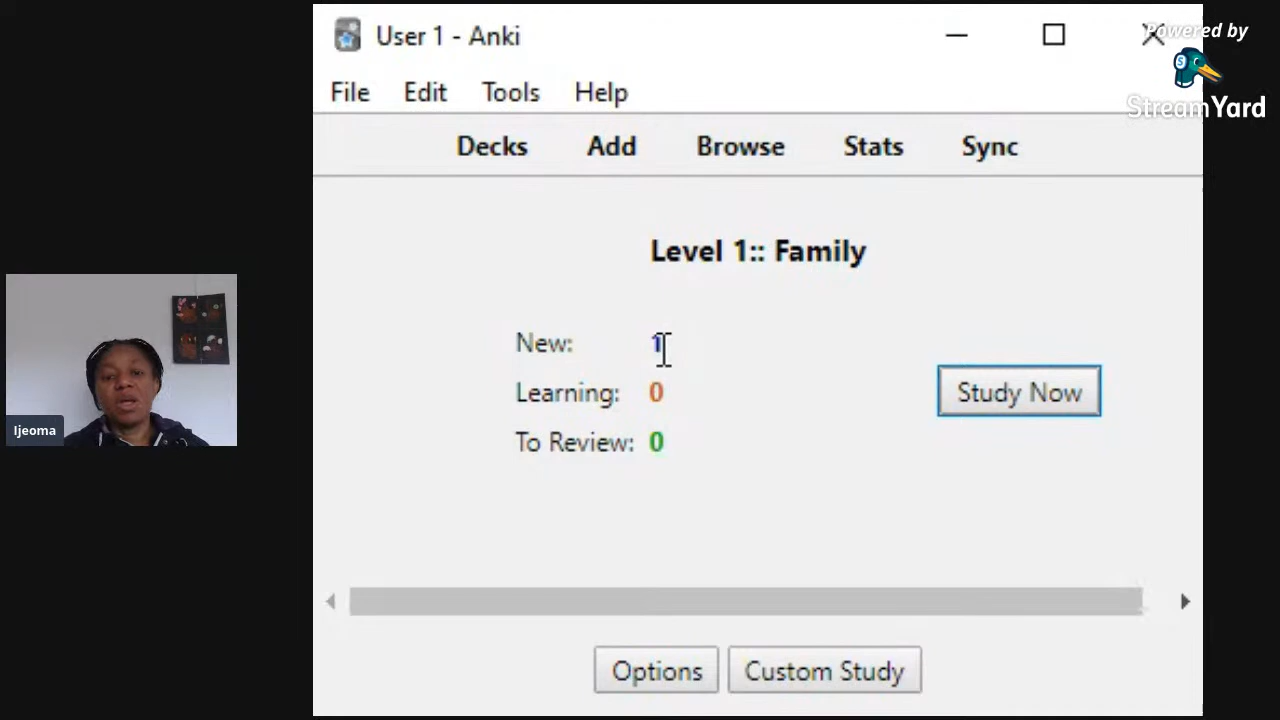 User 1 - Anki
Powered by
StreamYard
File Edit Tools Help
Decks Add Browse Stats Sync
Level 1:: Family
New: 1
Learning: 0
Study Now
To Review: 0
Ijeoma
Options Custom Study